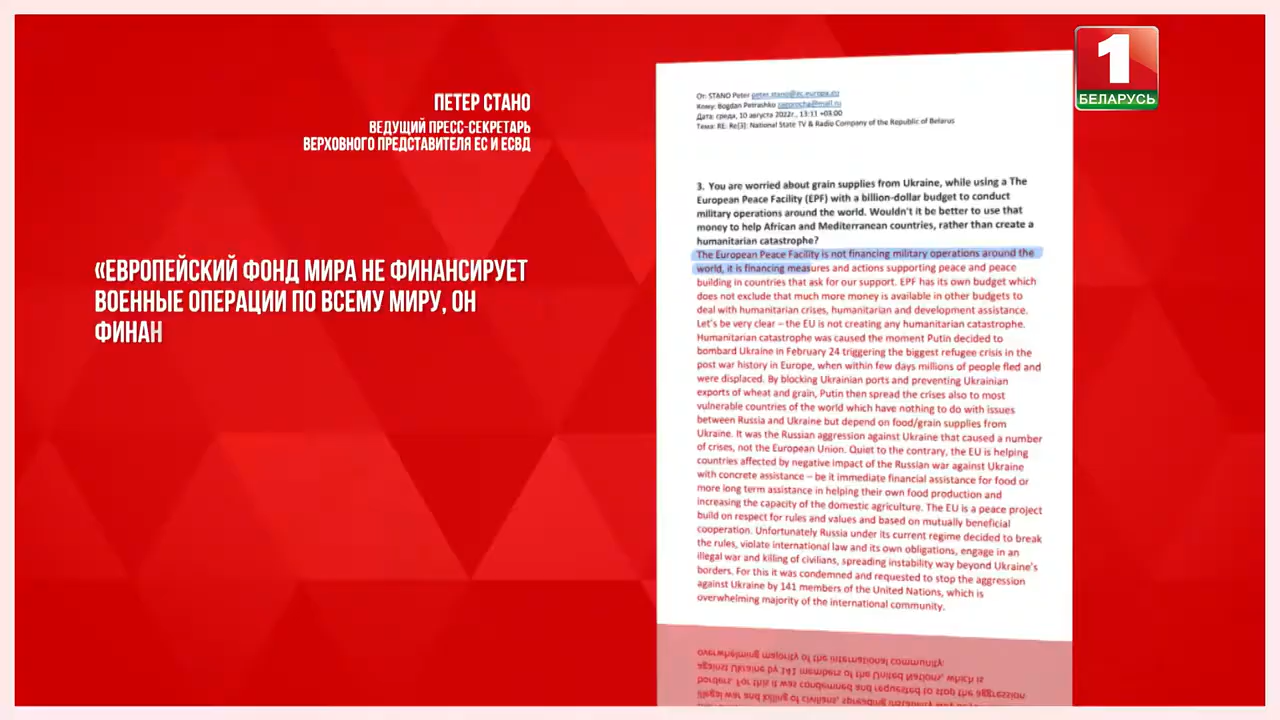 ПЕТЕР СТАНО
ВЕДУЩИЙ ПРЕСС-СЕКРЕТАРЬ
ВЕРХОВНОГО ПРЕДСТАВИТЕЛЯ ЕС И ЕСВД
«ЕВРОПЕЙСКИЙ ФОНД МИРА НЕ ФИНАНСИРУЕТ
ВОЕННЫЕ ОПЕРАЦИИ ПО ВСЕМУ МИРУ, ОН
ФИНАН
1
БЕЛАРУСЬ
От: STANO Peter peter.stano@ec.europa.eu
Кому: Bogdan Petrashko zaprocha@mail.ru
Дата: среда, 10 августа 2022г., 13:11 +03:00
Тема: RE: Re[3]: National State TV & Radio Company of the Republic of Belarus
3. You are worried about grain supplies from Ukraine, while using a The
European Peace Facility (EPF) with a billion-dollar budget to conduct
military operations around the world. Wouldn't it be better to use that
money to help African and Mediterranean countries, rather than create a
humanitarian catastrophe?
The European Peace Facility is not financing military operations around the
world, it is financing measures and actions supporting peace and peace
building in countries that ask for our support. EPF has its own budget which
does not exclude that much more money is available in other budgets to
deal with humanitarian crises, humanitarian and development assistance.
Let's be very clear – the EU is not creating any humanitarian catastrophe.
Humanitarian catastrophe was caused the moment Putin decided to
bombard Ukraine in February 24 triggering the biggest refugee crisis in the
post war history in Europe, when within few days millions of people fled and
were displaced. By blocking Ukrainian ports and preventing Ukrainian
exports of wheat and grain, Putin then spread the crises also to most
vulnerable countries of the world which have nothing to do with issues
between Russia and Ukraine but depend on food/grain supplies from
Ukraine. It was the Russian aggression against Ukraine that caused a number
of crises, not the European Union. Quiet to the contrary, the EU is helping
countries affected by negative impact of the Russian war against Ukraine
with concrete assistance – be it immediate financial assistance for food or
more long term assistance in helping their own food production and
increasing the capacity of the domestic agriculture. The EU is a peace project
build on respect for rules and values and based on mutually beneficial
cooperation. Unfortunately Russia under its current regime decided to break
the rules, violate international law and its own obligations, engage in an
illegal war and killing of civilians, spreading instability way beyond Ukraine's
borders. For this it was condemned and requested to stop the aggression
against Ukraine by 141 members of the United Nations, which is
overwhelming majority of the international community.